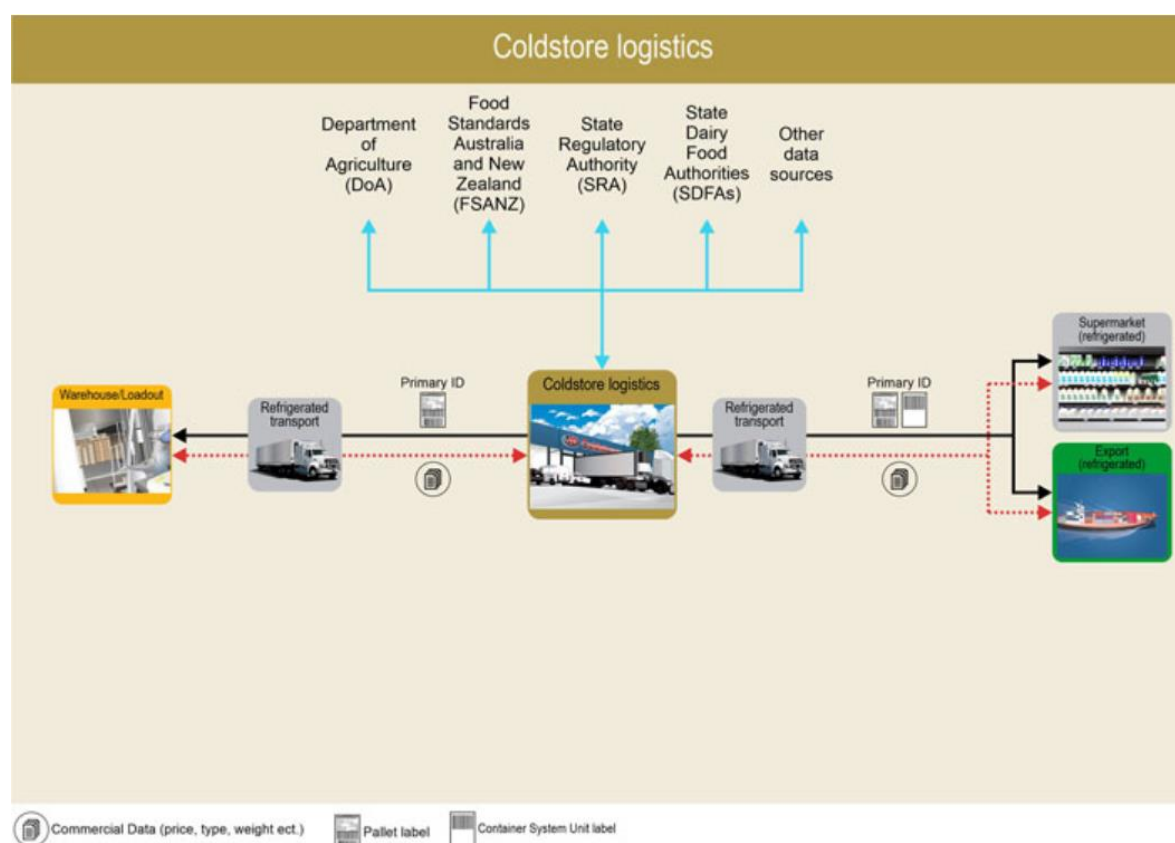 Coldstore logistics
Department
of
Agriculture
(DoA)
Food
Standards
Australia
and New
Zealand
(FSANZ)
State
Regulatory
Authority
(SRA)
State
Dairy
Food
Authorities
(SDFAs)
Other
data
sources
Warehouse/Loadout
Refrigerated
transport
Primary ID
Coldstore logistics
Refrigerated
transport
Primary ID
Supermarket
(refrigerated)
Export
(refrigerated)
Commercial Data (price, type, weight ect.)
Pallet label
Container System Unit label